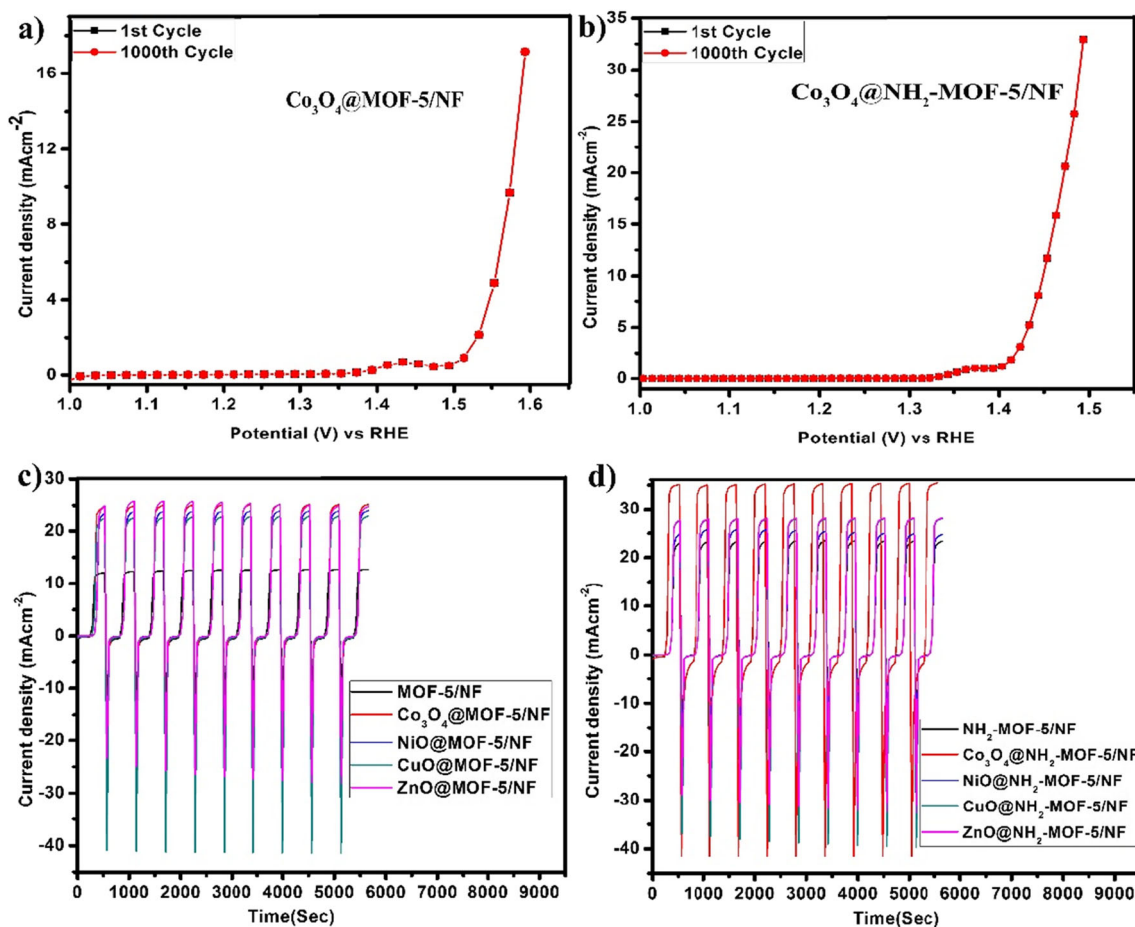 a)
1st Cycle
1000th Cycle
Co₃O₄@MOF-5/NF
Current density (mAcm⁻²)
16
12
8
4
0
1.0 1.1 1.2 1.3 1.4 1.5 1.6
Potential (V) vs RHE
b)
1st Cycle
1000th Cycle
Co₃O₄@NH₂-MOF-5/NF
Current density (mAcm⁻²)
35
30
25
20
15
10
5
0
1.0 1.1 1.2 1.3 1.4 1.5
Potential (V) vs RHE
c)
Current density (mAcm⁻²)
30
20
10
0
-10
-20
-30
-40
MOF-5/NF
Co₃O₄@MOF-5/NF
NiO@MOF-5/NF
CuO@MOF-5/NF
ZnO@MOF-5/NF
0 1000 2000 3000 4000 5000 6000 7000 8000 9000
Time(Sec)
d)
Current density (mAcm⁻²)
30
20
10
0
-10
-20
-30
-40
NH₂-MOF-5/NF
Co₃O₄@NH₂-MOF-5/NF
NiO@NH₂-MOF-5/NF
CuO@NH₂-MOF-5/NF
ZnO@NH₂-MOF-5/NF
0 1000 2000 3000 4000 5000 6000 7000 8000 9000
Time(Sec)